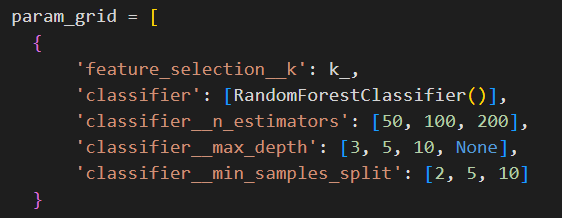 param_grid = [
{
'feature_selection__k': k_,
'classifier': [RandomForestClassifier()],
'classifier__n_estimators': [50, 100, 200],
'classifier__max_depth': [3, 5, 10, None],
'classifier__min_samples_split': [2, 5, 10]
}